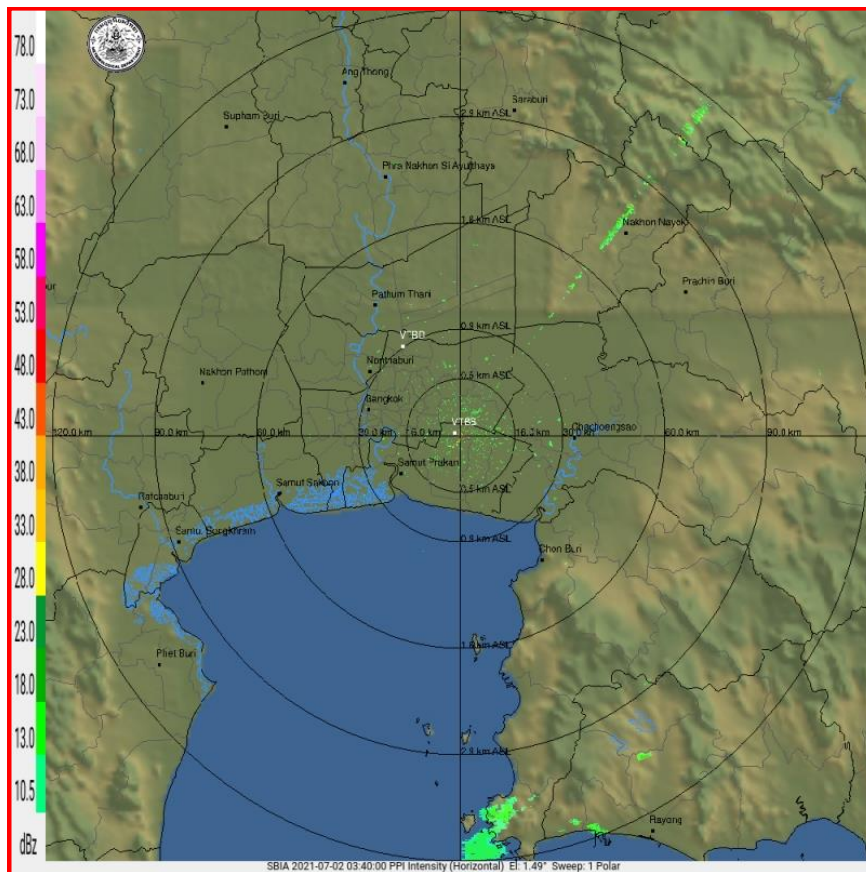 78.0
73.0
68.0
63.0
58.0
53.0
48.0
43.0
38.0
33.0
28.0
23.0
18.0
13.0
10.5
dBz
Ang Thong
Saraburi
2.9 km ASL
Suphan Buri
Phra Nakhon Si Ayutthaya
1.8 km ASL
Nakhon Nayok
Prachin Buri
Pathum Thani
0.9 km ASL
VTBD
Nonthaburi
Nakhon Pathom
0.5 km ASL
Bangkok
VTBS
120.0 km
90.0 km
60.0 km
30.0 km
16.0 km
16.0 km
30.0 km
Chachoengsao
90.0 km
Samut Prakan
Samut Sakhon
0.5 km ASL
Ratchaburi
Samut Songkhram
0.9 km ASL
Chon Buri
1.8 km ASL
Phet Buri
2.9 km ASL
Rayong
SBIA 2021-07-02 03:40:00 PPI Intensity (Horizontal) El: 1.49° Sweep: 1 Polar